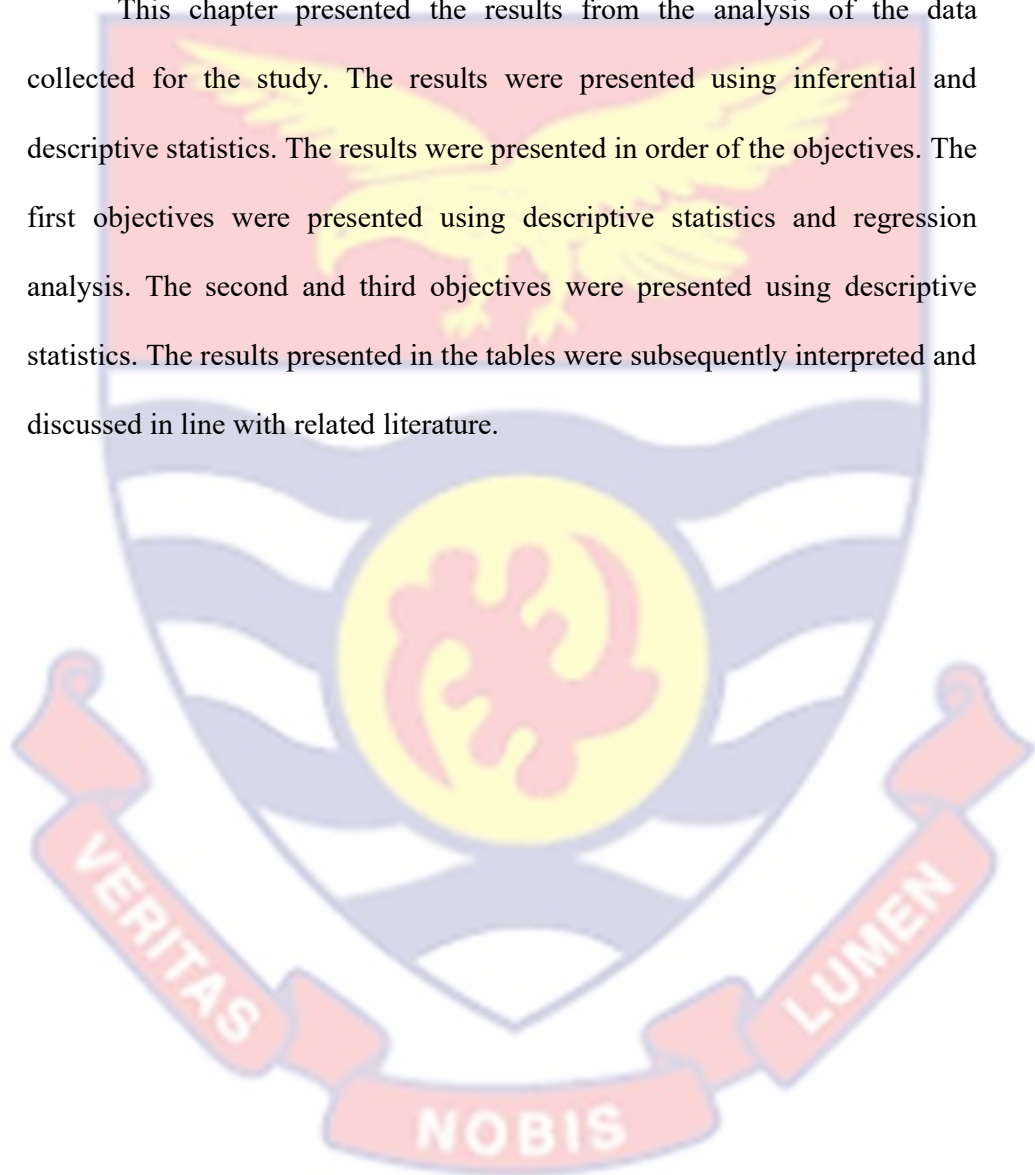 This chapter presented the results from the analysis of the data
collected for the study. The results were presented using inferential and
descriptive statistics. The results were presented in order of the objectives. The
first objectives were presented using descriptive statistics and regression
analysis. The second and third objectives were presented using descriptive
statistics. The results presented in the tables were subsequently interpreted and
discussed in line with related literature.
VERITAS
NOBIS
LUMEN